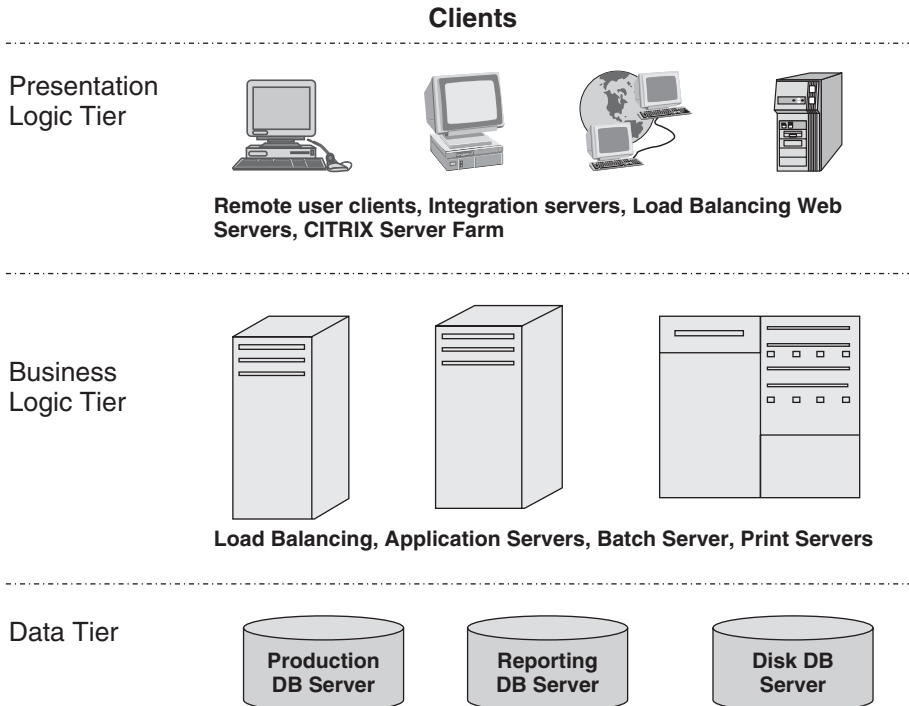 Clients
Presentation
Logic Tier
Remote user clients, Integration servers, Load Balancing Web
Servers, CITRIX Server Farm
Business
Logic Tier
Load Balancing, Application Servers, Batch Server, Print Servers
Data Tier
Production
DB Server
Reporting
DB Server
Disk DB
Server